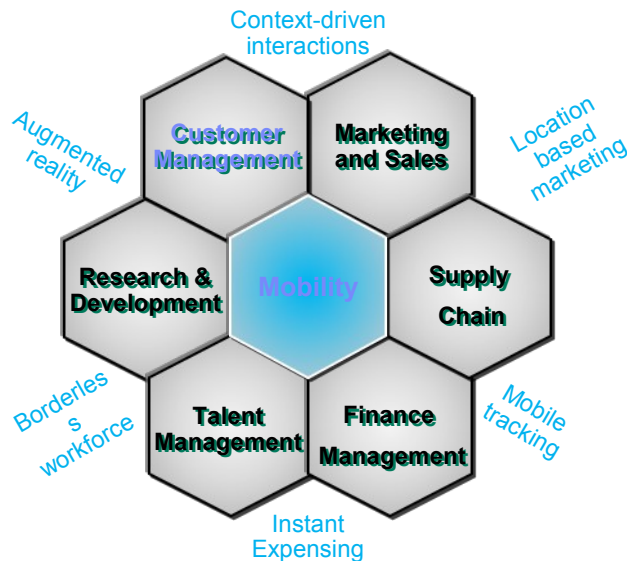 Context-driven
interactions
Augmented
reality
Customer
Management
Marketing
and Sales
Location
based
marketing
Research &
Development
Mobility
Supply
Chain
Borderles
s
workforce
Talent
Management
Finance
Management
Mobile
tracking
Instant
Expensing